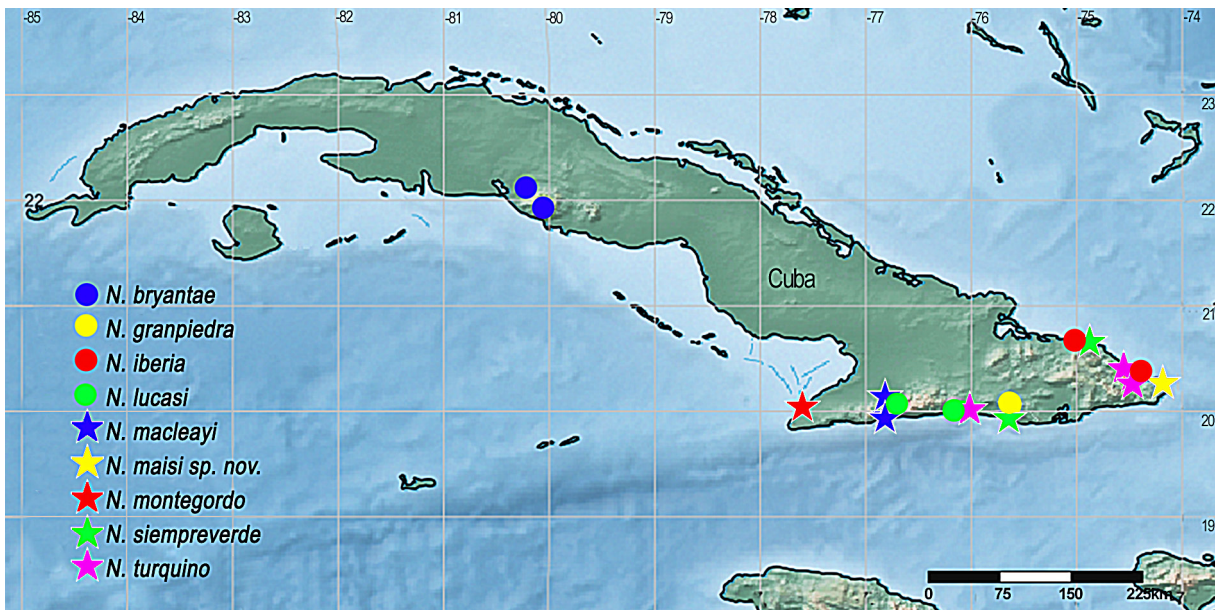 -85 -84 -83 -82 -81 -80 -79 -78 -77 -76 -75 -74
23
22 22
Cuba
21
20
19
N. bryantae
N. granpiedra
N. iberia
N. lucasi
N. macleayi
N. maisi sp. nov.
N. montegordo
N. siempreverde
N. turquino
0 75 150 225km